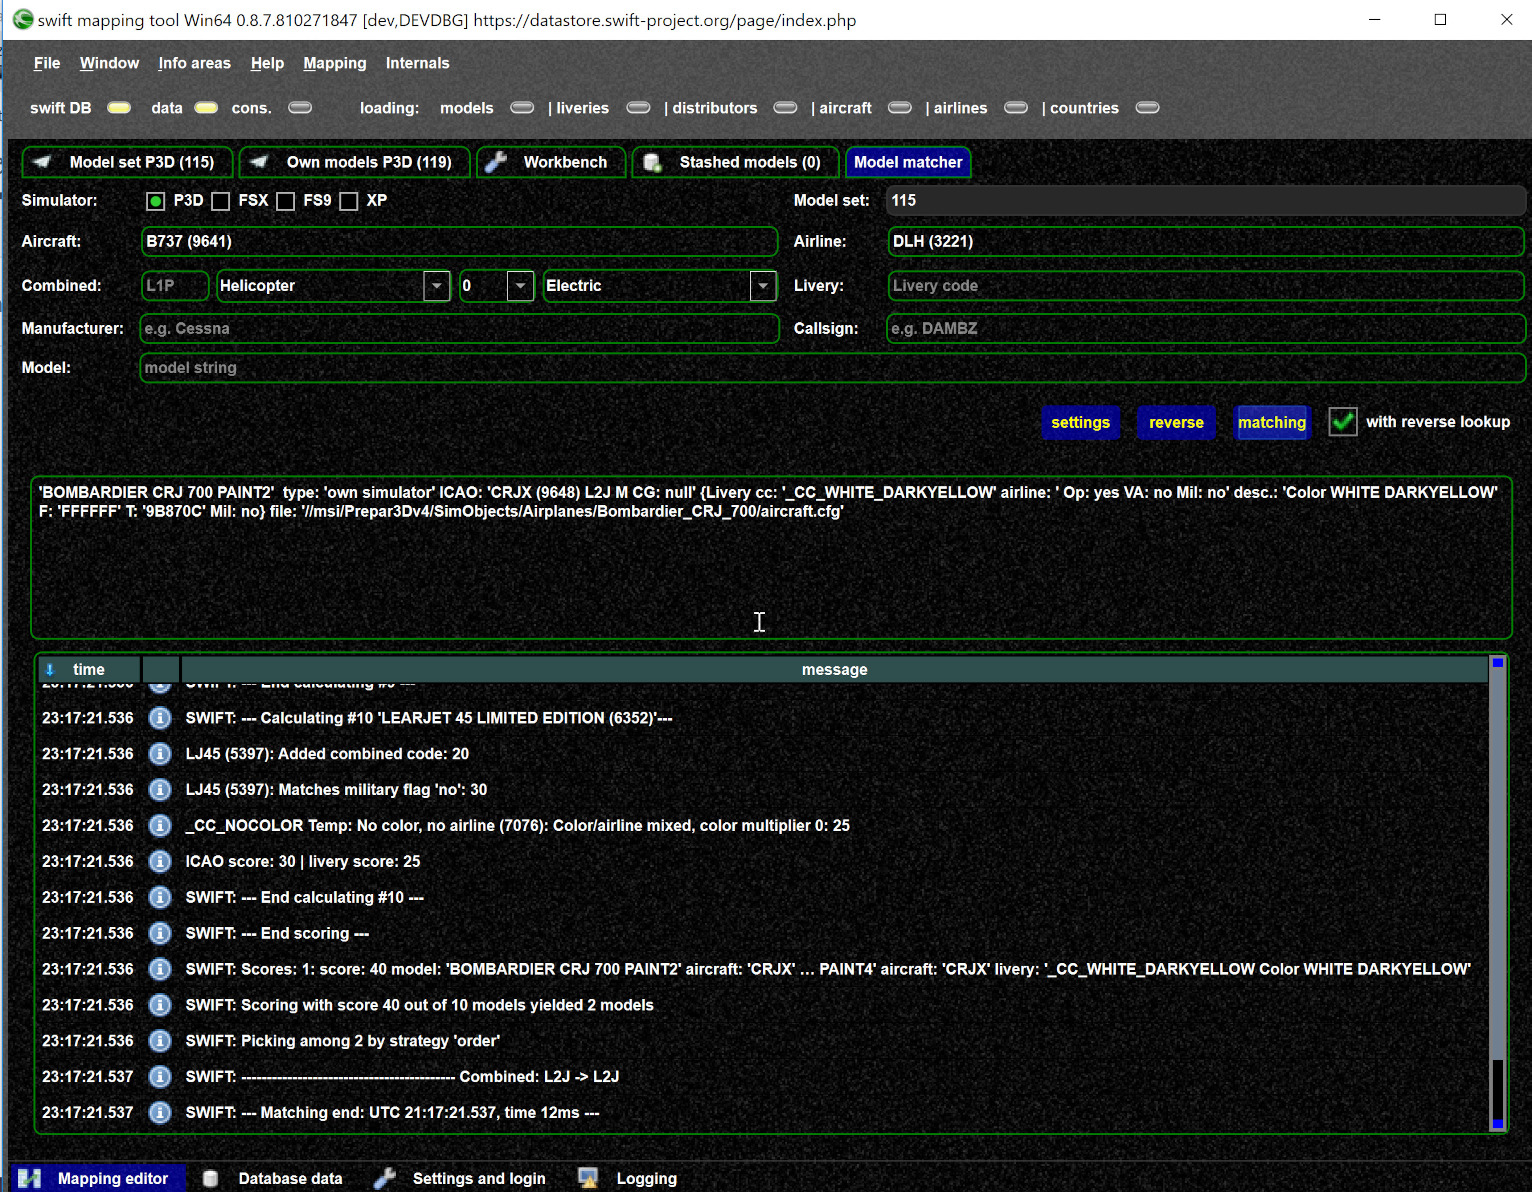 swift mapping tool Win64 0.8.7.810271847 [dev,DEVDBG] https://datastore.swift-project.org/page/index.php
File Window Info areas Help Mapping Internals
swift DB data cons. loading: models | liveries | distributors | aircraft | airlines | countries
Model set P3D (115) Own models P3D (119) Workbench Stashed models (0) Model matcher
Simulator: P3D FSX FS9 XP Model set: 115
Aircraft: B737 (9641) Airline: DLH (3221)
Combined: L1P Helicopter 0 Electric Livery: Livery code
Manufacturer: e.g. Cessna Callsign: e.g. DAMBZ
Model: model string
settings reverse matching with reverse lookup
'BOMBARDIER CRJ 700 PAINT2' type: 'own simulator' ICAO: 'CRJX (9648) L2J M CG: null' {Livery cc: '_CC_WHITE_DARKYELLOW' airline: ' Op: yes VA: no Mil: no' desc.: 'Color WHITE DARKYELLOW'
F: 'FFFFFF' T: '9B870C' Mil: no} file: '//msi/Prepar3Dv4/SimObjects/Airplanes/Bombardier_CRJ_700/aircraft.cfg'
time message
SWIFT: --- End calculating #9 ---
23:17:21.536 SWIFT: --- Calculating #10 'LEARJET 45 LIMITED EDITION (6352)'---
23:17:21.536 LJ45 (5397): Added combined code: 20
23:17:21.536 LJ45 (5397): Matches military flag 'no': 30
23:17:21.536 _CC_NOCOLOR Temp: No color, no airline (7076): Color/airline mixed, color multiplier 0: 25
23:17:21.536 ICAO score: 30 | livery score: 25
23:17:21.536 SWIFT: --- End calculating #10 ---
23:17:21.536 SWIFT: --- End scoring ---
23:17:21.536 SWIFT: Scores: 1: score: 40 model: 'BOMBARDIER CRJ 700 PAINT2' aircraft: 'CRJX' … PAINT4' aircraft: 'CRJX' livery: '_CC_WHITE_DARKYELLOW Color WHITE DARKYELLOW'
23:17:21.536 SWIFT: Scoring with score 40 out of 10 models yielded 2 models
23:17:21.536 SWIFT: Picking among 2 by strategy 'order'
23:17:21.537 SWIFT: ------------------------------------------ Combined: L2J -> L2J
23:17:21.537 SWIFT: --- Matching end: UTC 21:17:21.537, time 12ms ---
Mapping editor Database data Settings and login Logging